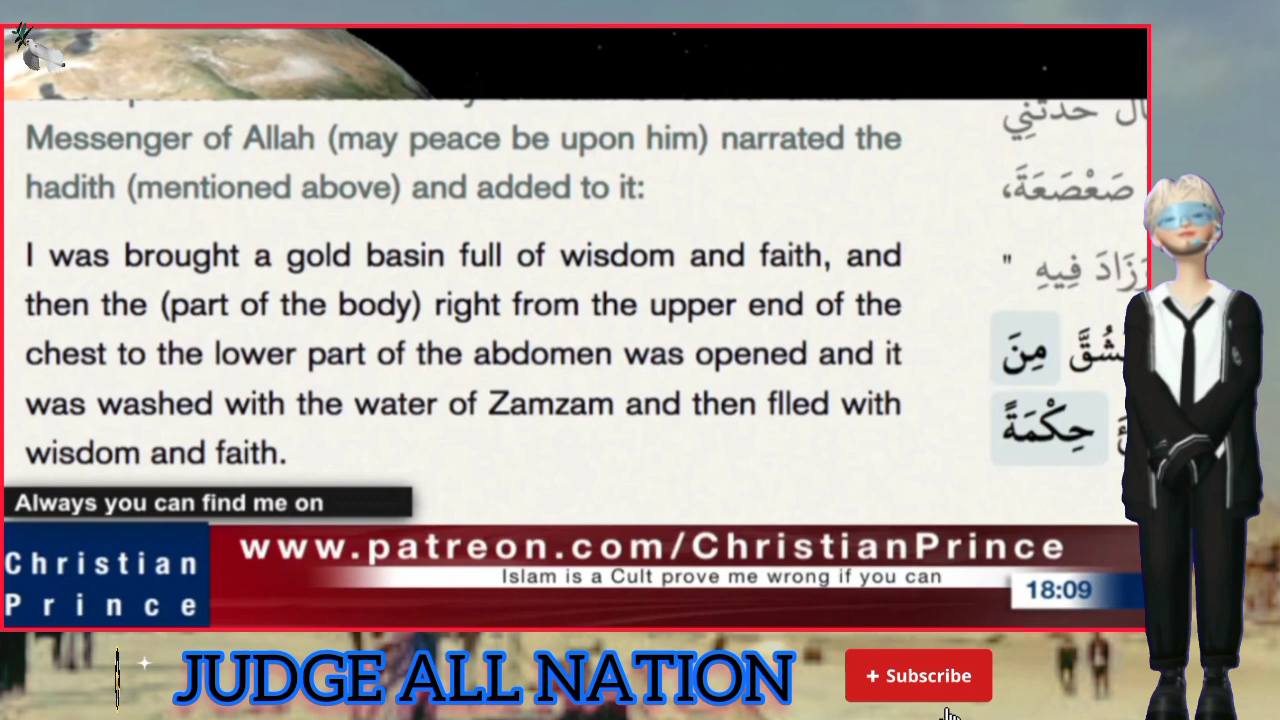 Messenger of Allah (may peace be upon him) narrated the
hadith (mentioned above) and added to it:
I was brought a gold basin full of wisdom and faith, and
then the (part of the body) right from the upper end of the
chest to the lower part of the abdomen was opened and it
was washed with the water of Zamzam and then flled with
wisdom and faith.
حَدَّثَنِي
صَعْصَعَةَ،
وَزَادَ فِيهِ "
مِنَ
حِكْمَةً
Always you can find me on
Christian
Prince
www.patreon.com/ChristianPrince
Islam is a Cult prove me wrong if you can
18:09
JUDGE ALL NATION
+ Subscribe